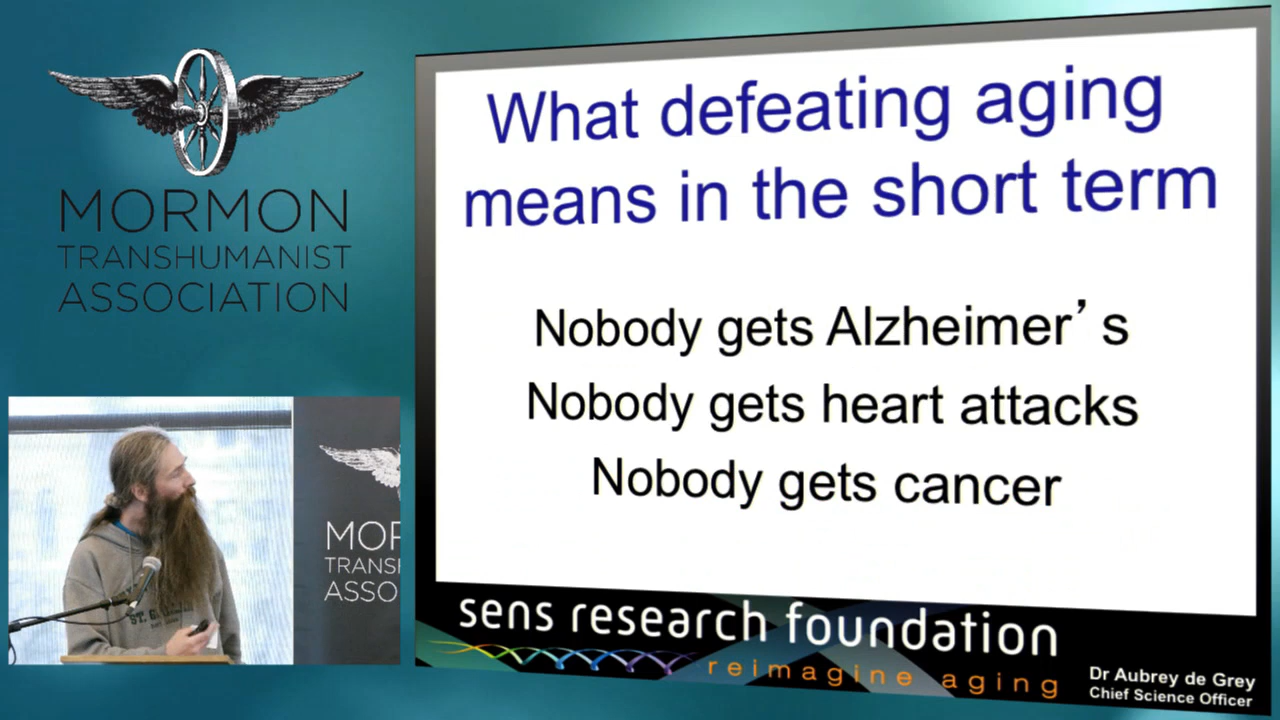 MORMON
TRANSHUMANIST
ASSOCIATION
What defeating aging
means in the short term
Nobody gets Alzheimer’s
Nobody gets heart attacks
Nobody gets cancer
sens research foundation
reimagine aging
Dr Aubrey de Grey
Chief Science Officer
MOR
TRANS
ASSO